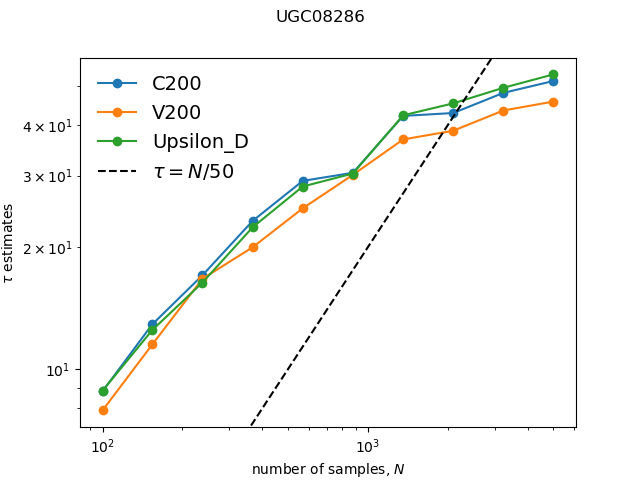 UGC08286
C200
V200
Upsilon_D
τ = N/50
4 × 10¹
3 × 10¹
2 × 10¹
10¹
τ estimates
10² 10³
number of samples, N